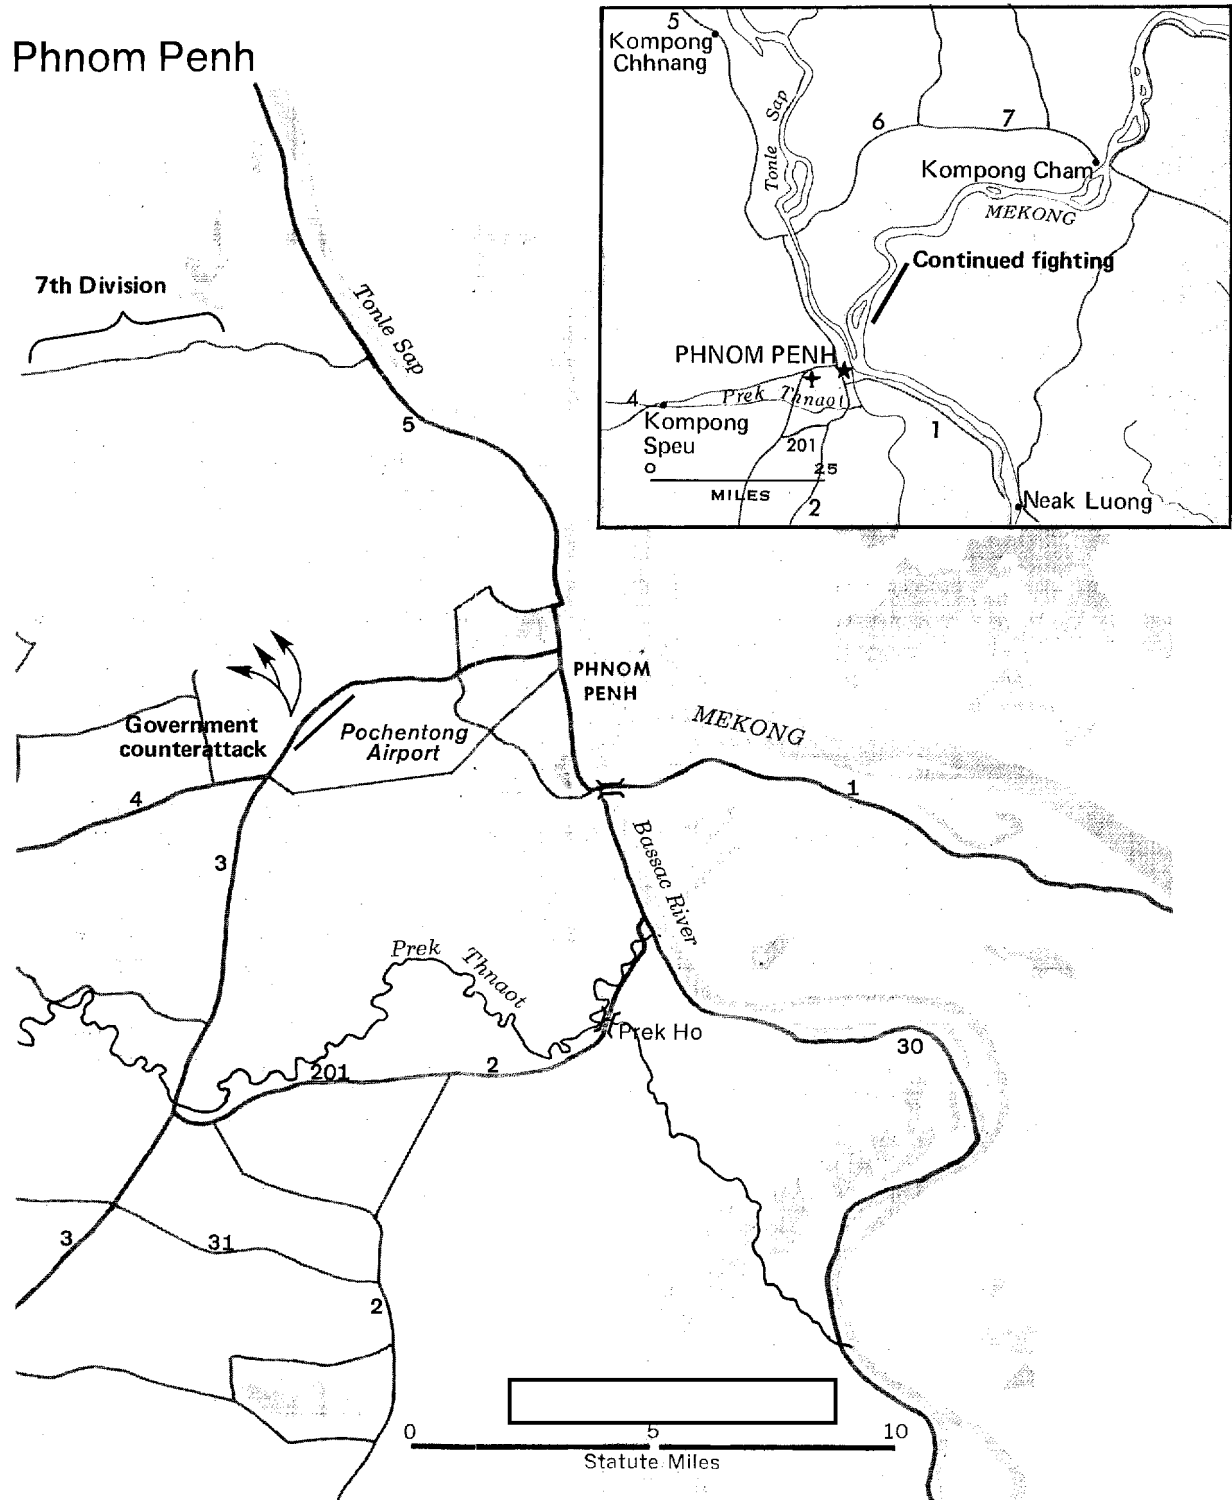 Phnom Penh
5
Kompong
Chhnang
Tonle Sap
6
7
Kompong Cham
MEKONG
Continued fighting
PHNOM PENH
4
Prek Thnaot
Kompong
Speu
201
1
0
25
MILES
2
Neak Luong
7th Division
Tonle Sap
5
PHNOM
PENH
Government
counterattack
Pochentong
Airport
MEKONG
4
1
3
Bassac River
Prek Thnaot
Prek Ho
30
201
2
3
31
2
0
5
10
Statute Miles